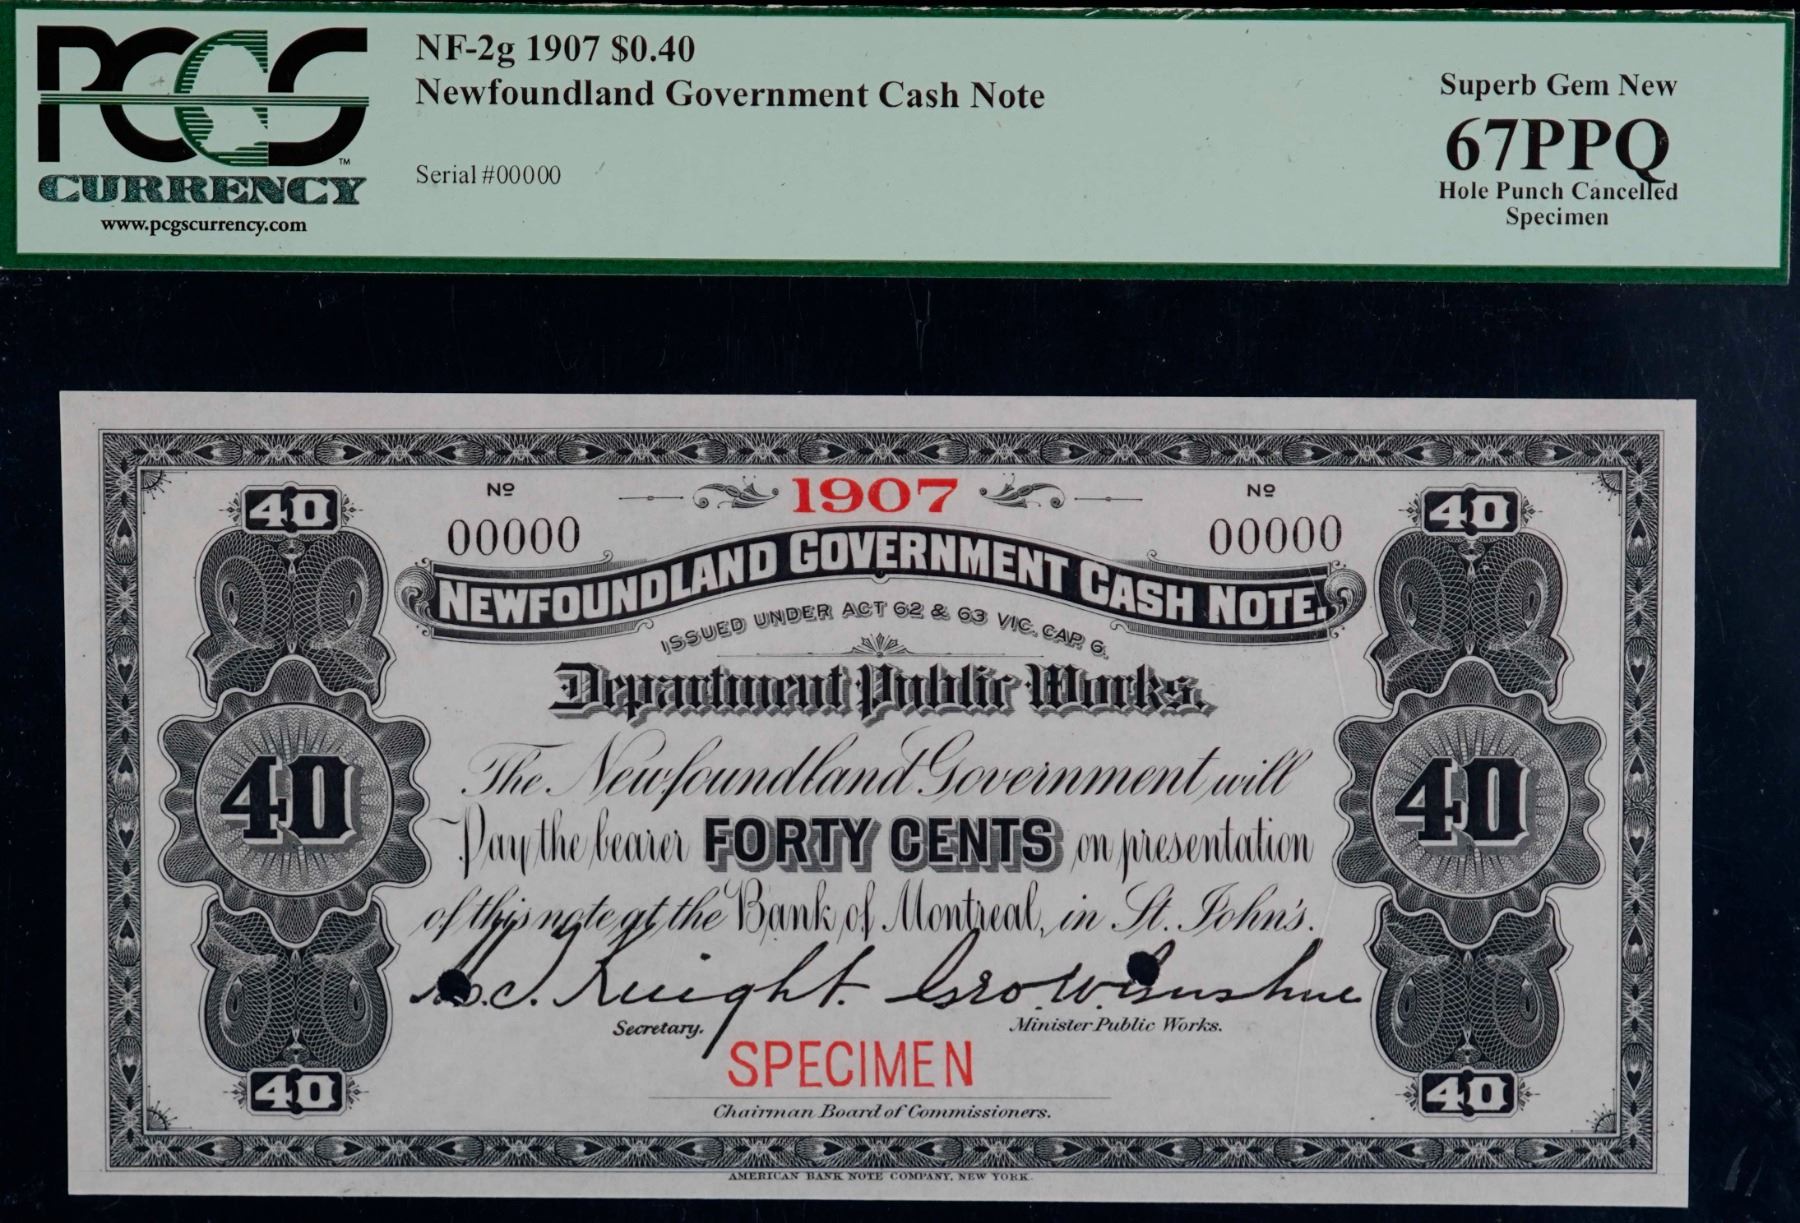 PCGS™
CURRENCY
www.pcgscurrency.com
NF-2g 1907 $0.40
Newfoundland Government Cash Note
Serial #00000
Superb Gem New
67PPQ
Hole Punch Cancelled
Specimen
40 Nº 1907 Nº 40
00000 00000
NEWFOUNDLAND GOVERNMENT CASH NOTE.
ISSUED UNDER ACT 62 & 63 VIC. CAP. 6.
Department Public Works.
The Newfoundland Government will
40 Pay the bearer FORTY CENTS on presentation 40
of this note at the Bank of Montreal, in St. John's.
Knight. Geo. W. Gushue
Secretary. Minister Public Works.
SPECIMEN
40 40
Chairman Board of Commissioners.
AMERICAN BANK NOTE COMPANY, NEW YORK.